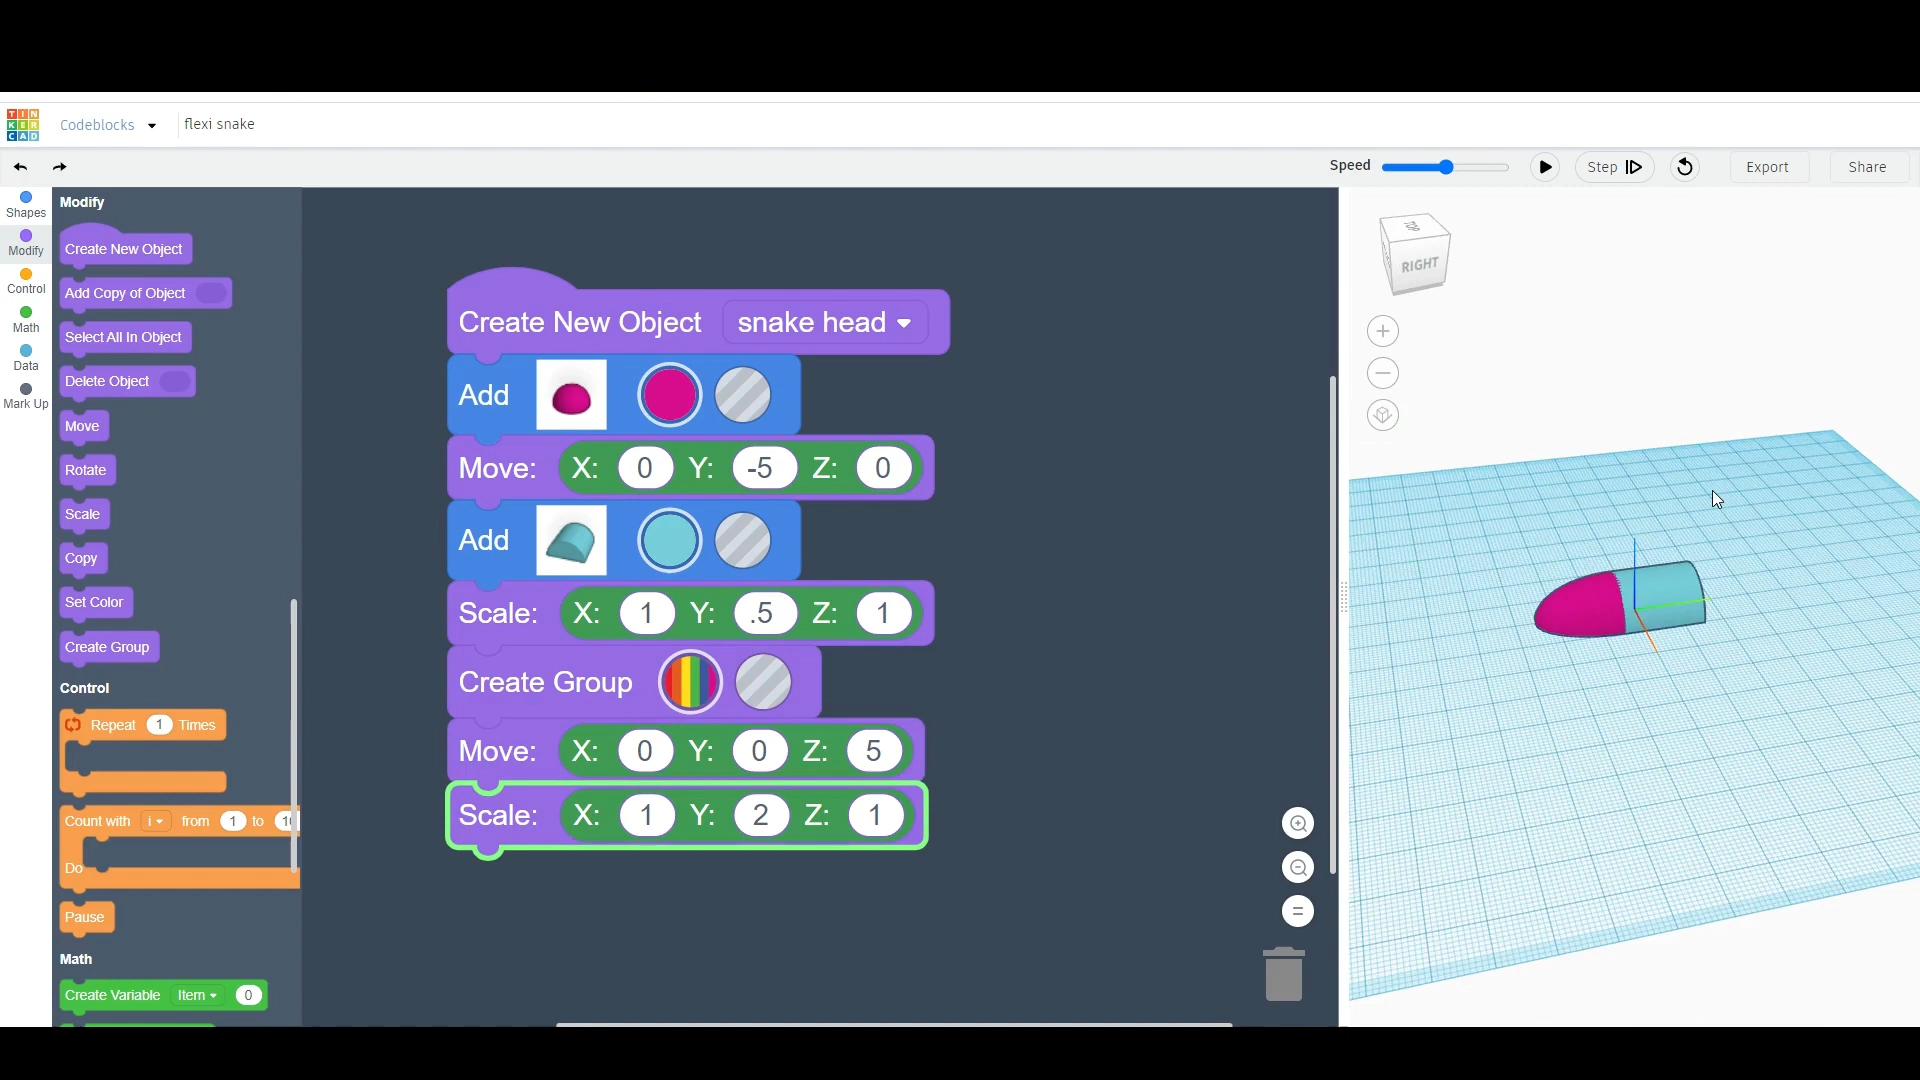 TINKERCAD
Codeblocks
flexi snake
Speed
Step
Export
Share
Shapes
Modify
Control
Math
Data
Mark Up
Modify
Create New Object
Add Copy of Object
Select All In Object
Delete Object
Move
Rotate
Scale
Copy
Set Color
Create Group
Control
Repeat 1 Times
Count with i from 1 to
Do
Pause
Math
Create Variable Item 0
Create New Object snake head
Add
Move: X: 0 Y: -5 Z: 0
Add
Scale: X: 1 Y: .5 Z: 1
Create Group
Move: X: 0 Y: 0 Z: 5
Scale: X: 1 Y: 2 Z: 1
TOP
RIGHT